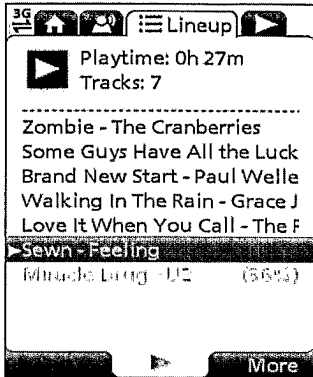 3G
Lineup
Playtime: 0h 27m
Tracks: 7
Zombie - The Cranberries
Some Guys Have All the Luck
Brand New Start - Paul Welle
Walking In The Rain - Grace J
Love It When You Call - The F
Sewn - Feeling
- U2
More